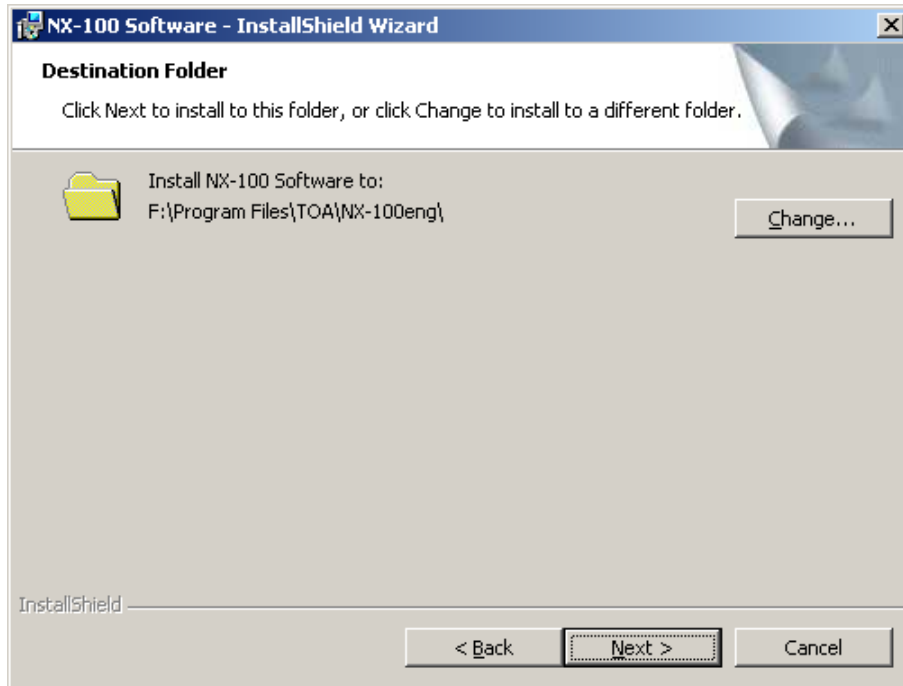 NX-100 Software - InstallShield Wizard
Destination Folder
Click Next to install to this folder, or click Change to install to a different folder.
Install NX-100 Software to:
F:\Program Files\TOA\NX-100eng\
Change...
InstallShield
< Back
Next >
Cancel